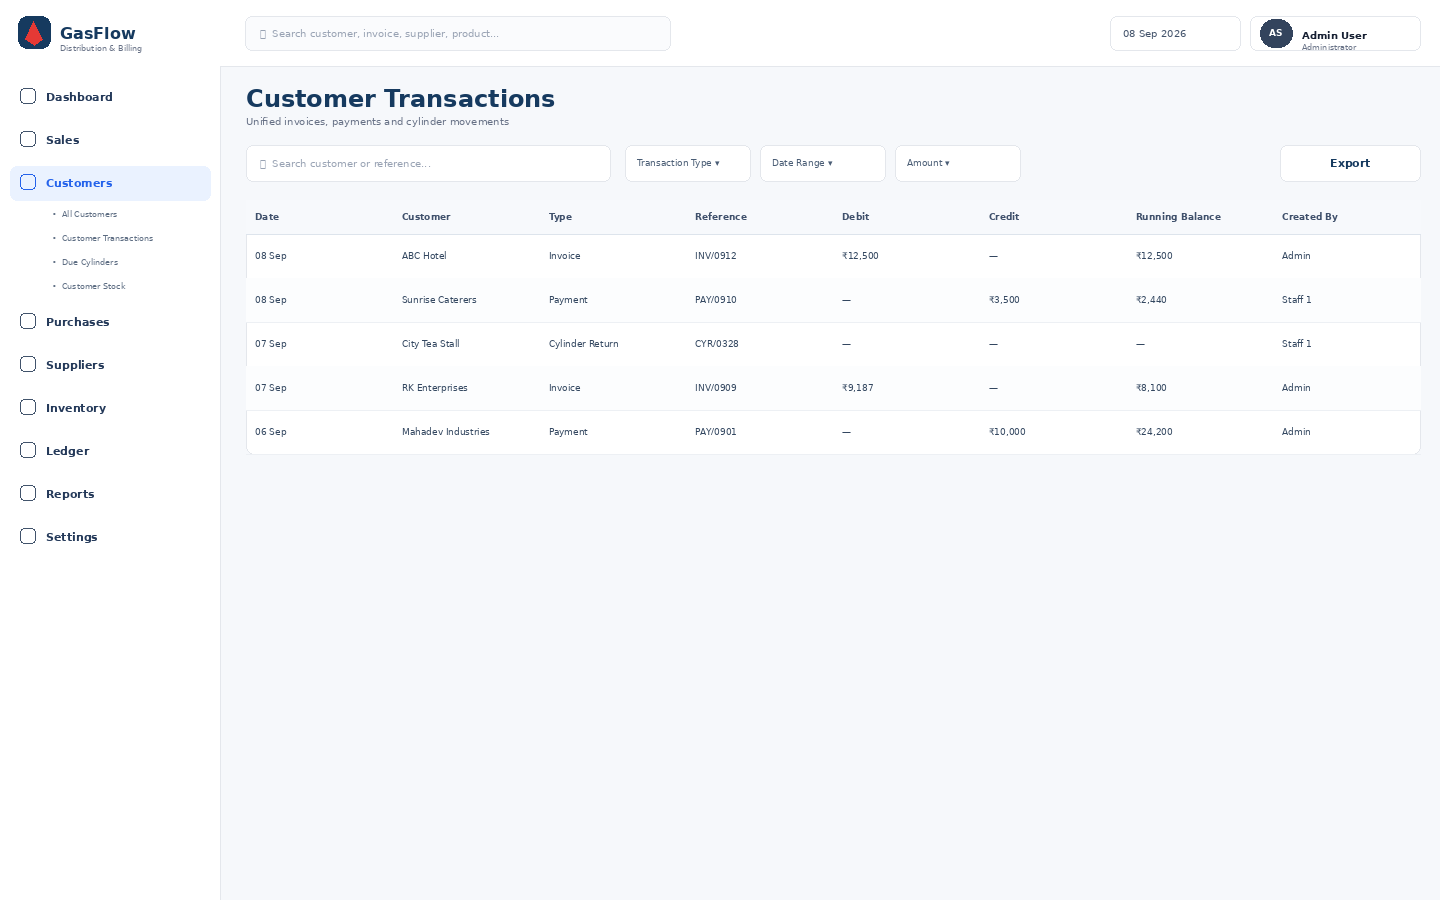 GasFlow
Distribution & Billing
Search customer, invoice, supplier, product...
08 Sep 2026
AS
Admin User
Administrator
Dashboard
Sales
Customers
• All Customers
• Customer Transactions
• Due Cylinders
• Customer Stock
Purchases
Suppliers
Inventory
Ledger
Reports
Settings
Customer Transactions
Unified invoices, payments and cylinder movements
Search customer or reference...
Transaction Type ▾
Date Range ▾
Amount ▾
Export
Date Customer Type Reference Debit Credit Running Balance Created By
08 Sep ABC Hotel Invoice INV/0912 ₹12,500 — ₹12,500 Admin
08 Sep Sunrise Caterers Payment PAY/0910 — ₹3,500 ₹2,440 Staff 1
07 Sep City Tea Stall Cylinder Return CYR/0328 — — — Staff 1
07 Sep RK Enterprises Invoice INV/0909 ₹9,187 — ₹8,100 Admin
06 Sep Mahadev Industries Payment PAY/0901 — ₹10,000 ₹24,200 Admin